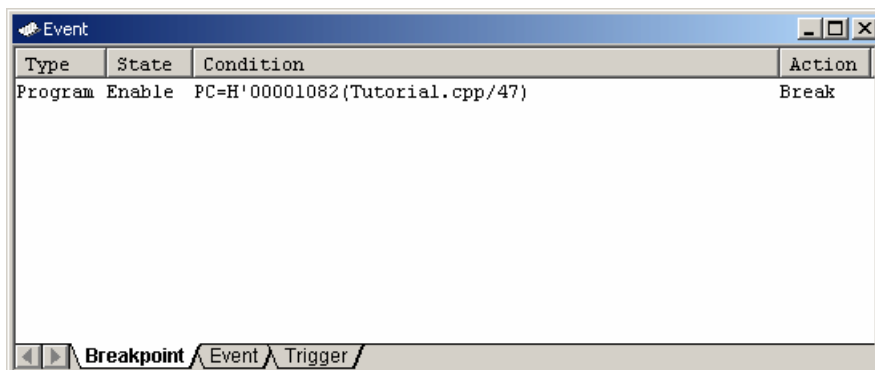 Event
Type State Condition Action
Program Enable PC=H'00001082(Tutorial.cpp/47) Break
Breakpoint Event Trigger